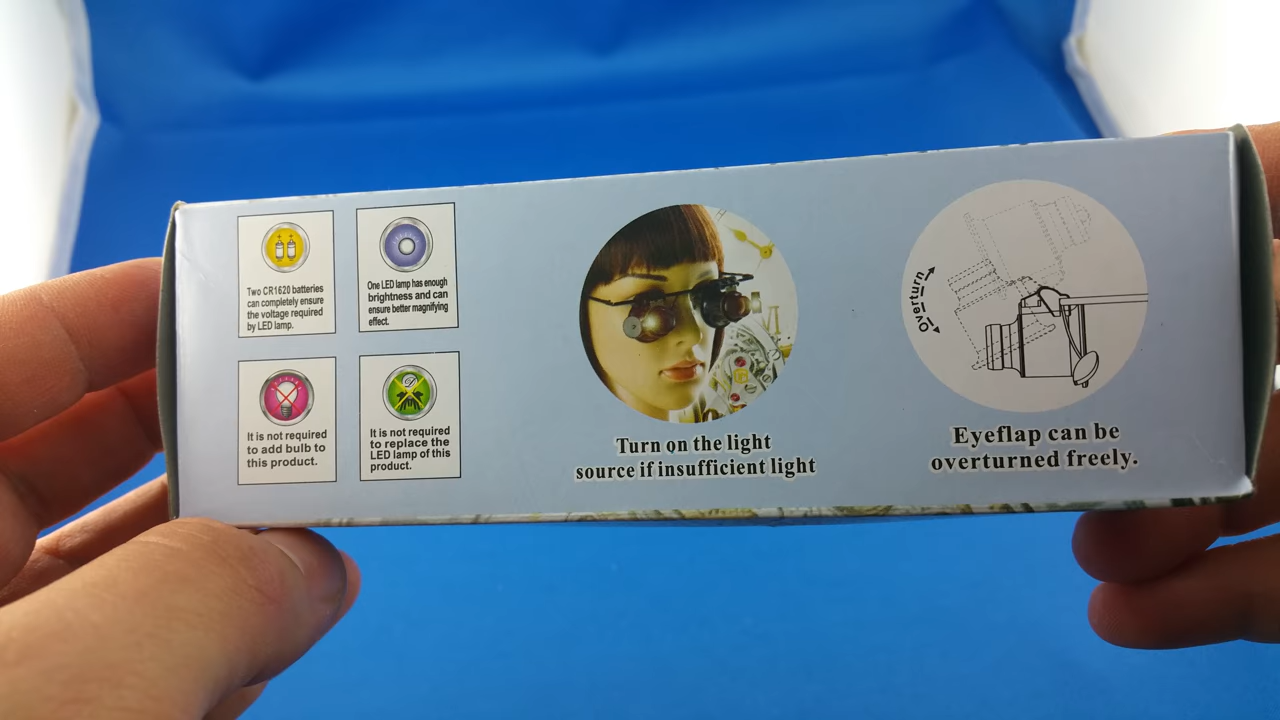 Two CR1620 batteries
can completely ensure
the voltage required
by LED lamp.
One LED lamp has enough
brightness and can
ensure better magnifying
effect.
It is not required
to add bulb to
this product.
It is not required
to replace the
LED lamp of this
product.
Turn on the light
source if insufficient light
Overturn
Eyeflap can be
overturned freely.